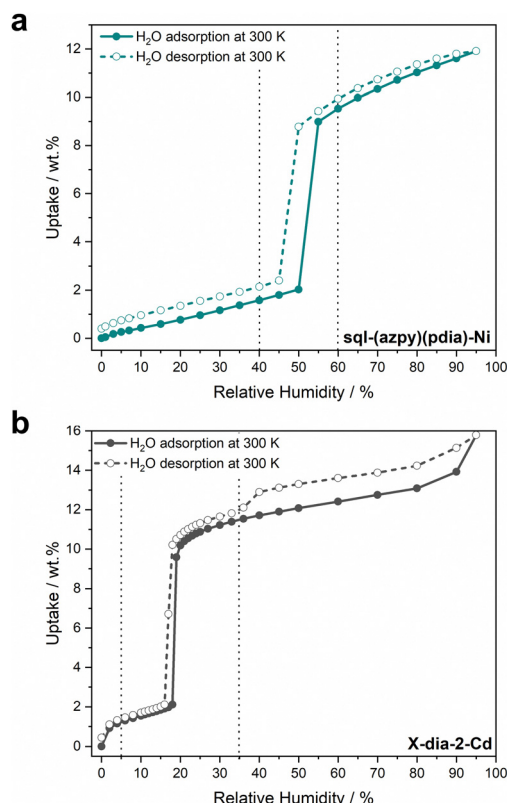 a
H₂O adsorption at 300 K
H₂O desorption at 300 K
12
10
8
6
4
2
0
Uptake / wt.%
sql-(azpy)(pdia)-Ni
0 10 20 30 40 50 60 70 80 90 100
Relative Humidity / %
b
H₂O adsorption at 300 K
H₂O desorption at 300 K
16
14
12
10
8
6
4
2
0
Uptake / wt.%
X-dia-2-Cd
0 10 20 30 40 50 60 70 80 90 100
Relative Humidity / %